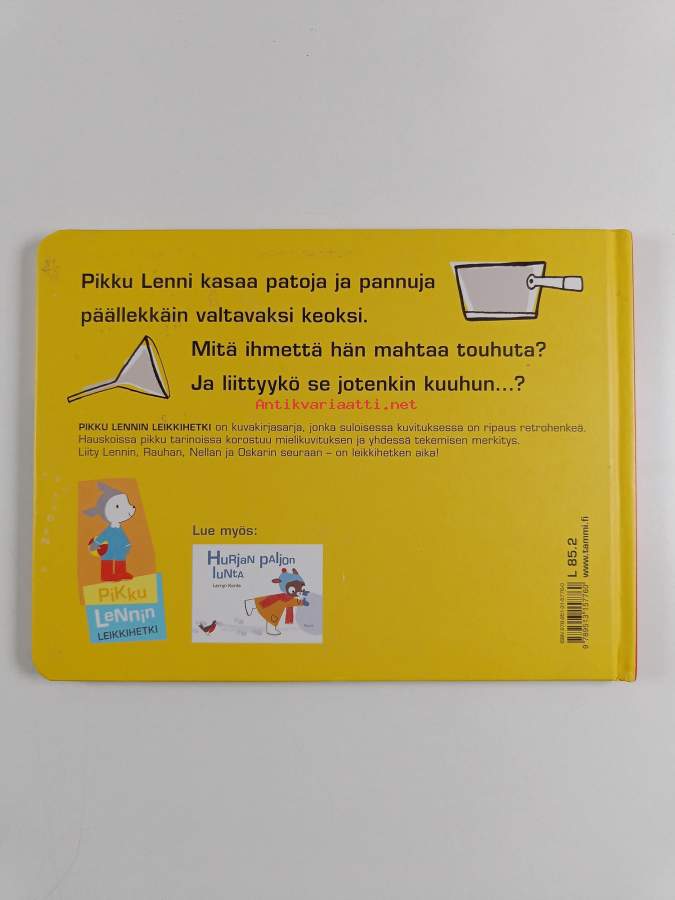 Pikku Lenni kasaa patoja ja pannuja
päällekkäin valtavaksi keoksi.
Mitä ihmettä hän mahtaa touhuta?
Ja liittyykö se jotenkin kuuhun...?
Antikvariaatti.net
PIKKU LENNIN LEIKKIHETKI on kuvakirjasarja, jonka suloisessa kuvituksessa on ripaus retrohenkeä.
Hauskoissa pikku tarinoissa korostuu mielikuvituksen ja yhdessä tekemisen merkitys.
Liity Lennin, Rauhan, Nellan ja Oskarin seuraan – on leikkihetken aika!
PiKKu
LeNNin
LEIKKIHETKI
Lue myös:
HurJan paljon
lunta
L 85.2
www.tammi.fi
9 789513 157760